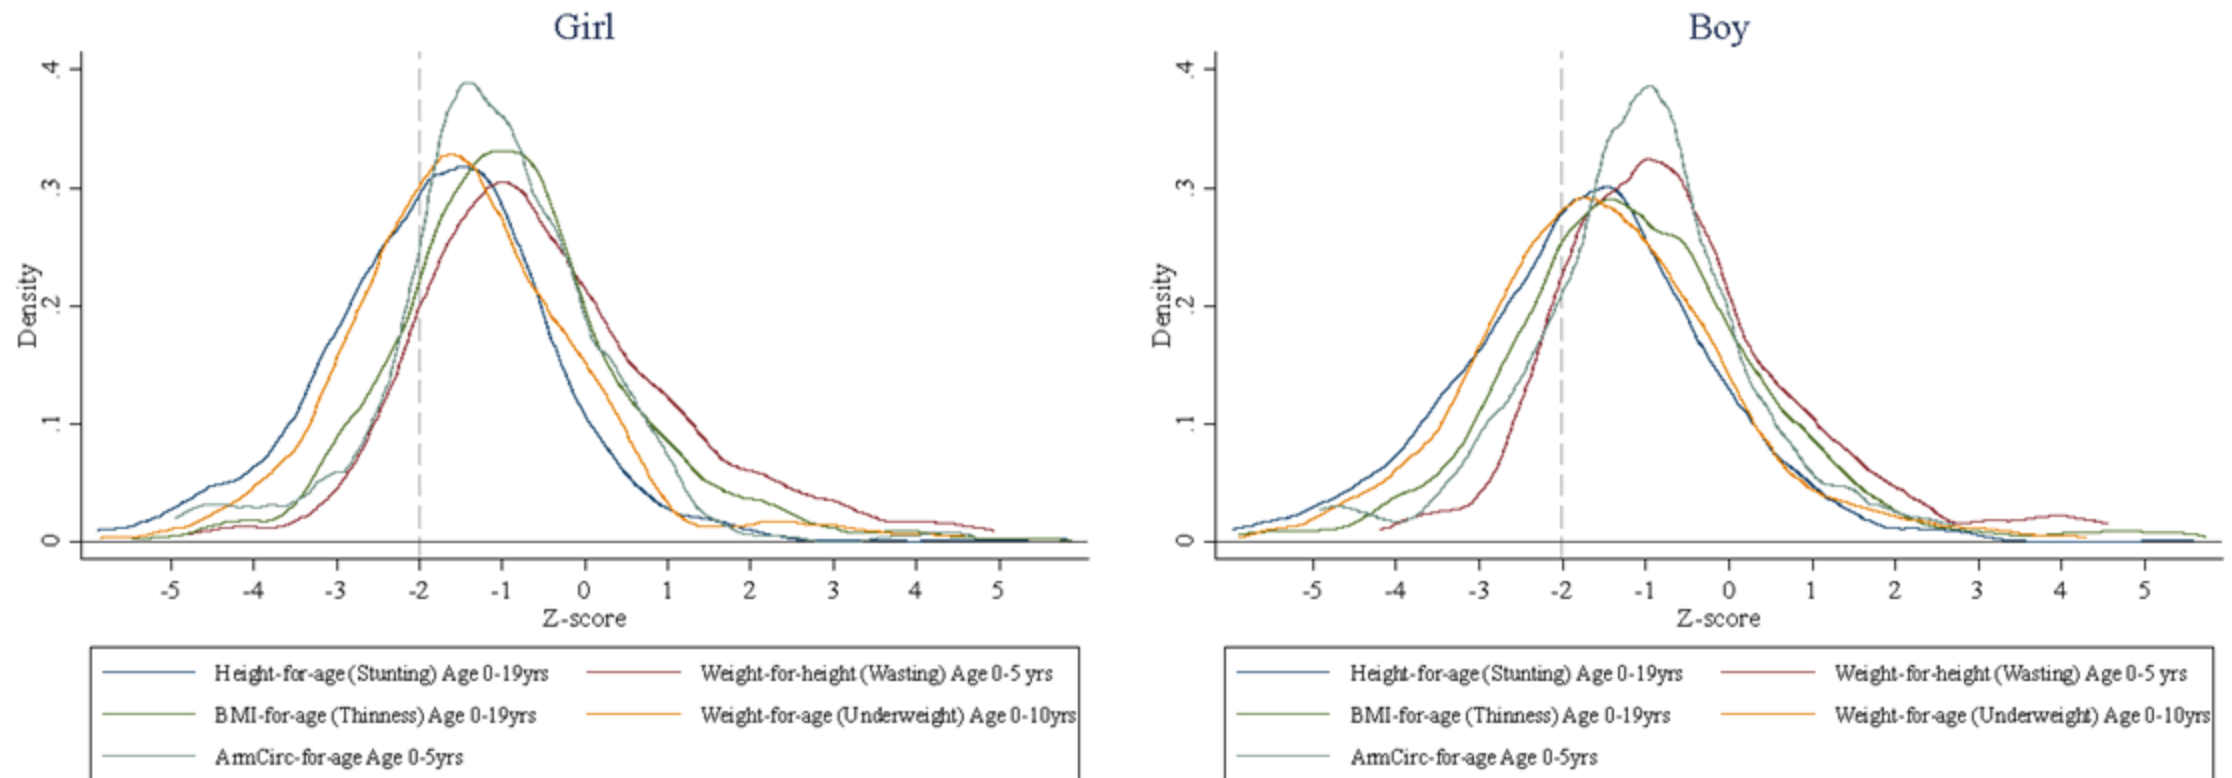 Girl
Density
.4
.3
.2
.1
0
-5 -4 -3 -2 -1 0 1 2 3 4 5
Z-score
Height-for-age (Stunting) Age 0-19yrs Weight-for-height (Wasting) Age 0-5 yrs
BMI-for-age (Thinness) Age 0-19yrs Weight-for-age (Underweight) Age 0-10yrs
ArmCirc-for-age Age 0-5yrs
Boy
Density
.4
.3
.2
.1
0
-5 -4 -3 -2 -1 0 1 2 3 4 5
Z-score
Height-for-age (Stunting) Age 0-19yrs Weight-for-height (Wasting) Age 0-5 yrs
BMI-for-age (Thinness) Age 0-19yrs Weight-for-age (Underweight) Age 0-10yrs
ArmCirc-for-age Age 0-5yrs